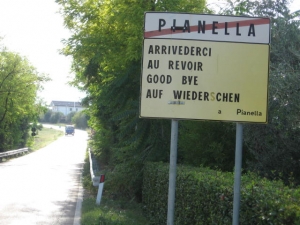 PIANELLA
ARRIVEDERCI
AU REVOIR
GOOD BYE
AUF WIEDERSCHEN
a Pianella